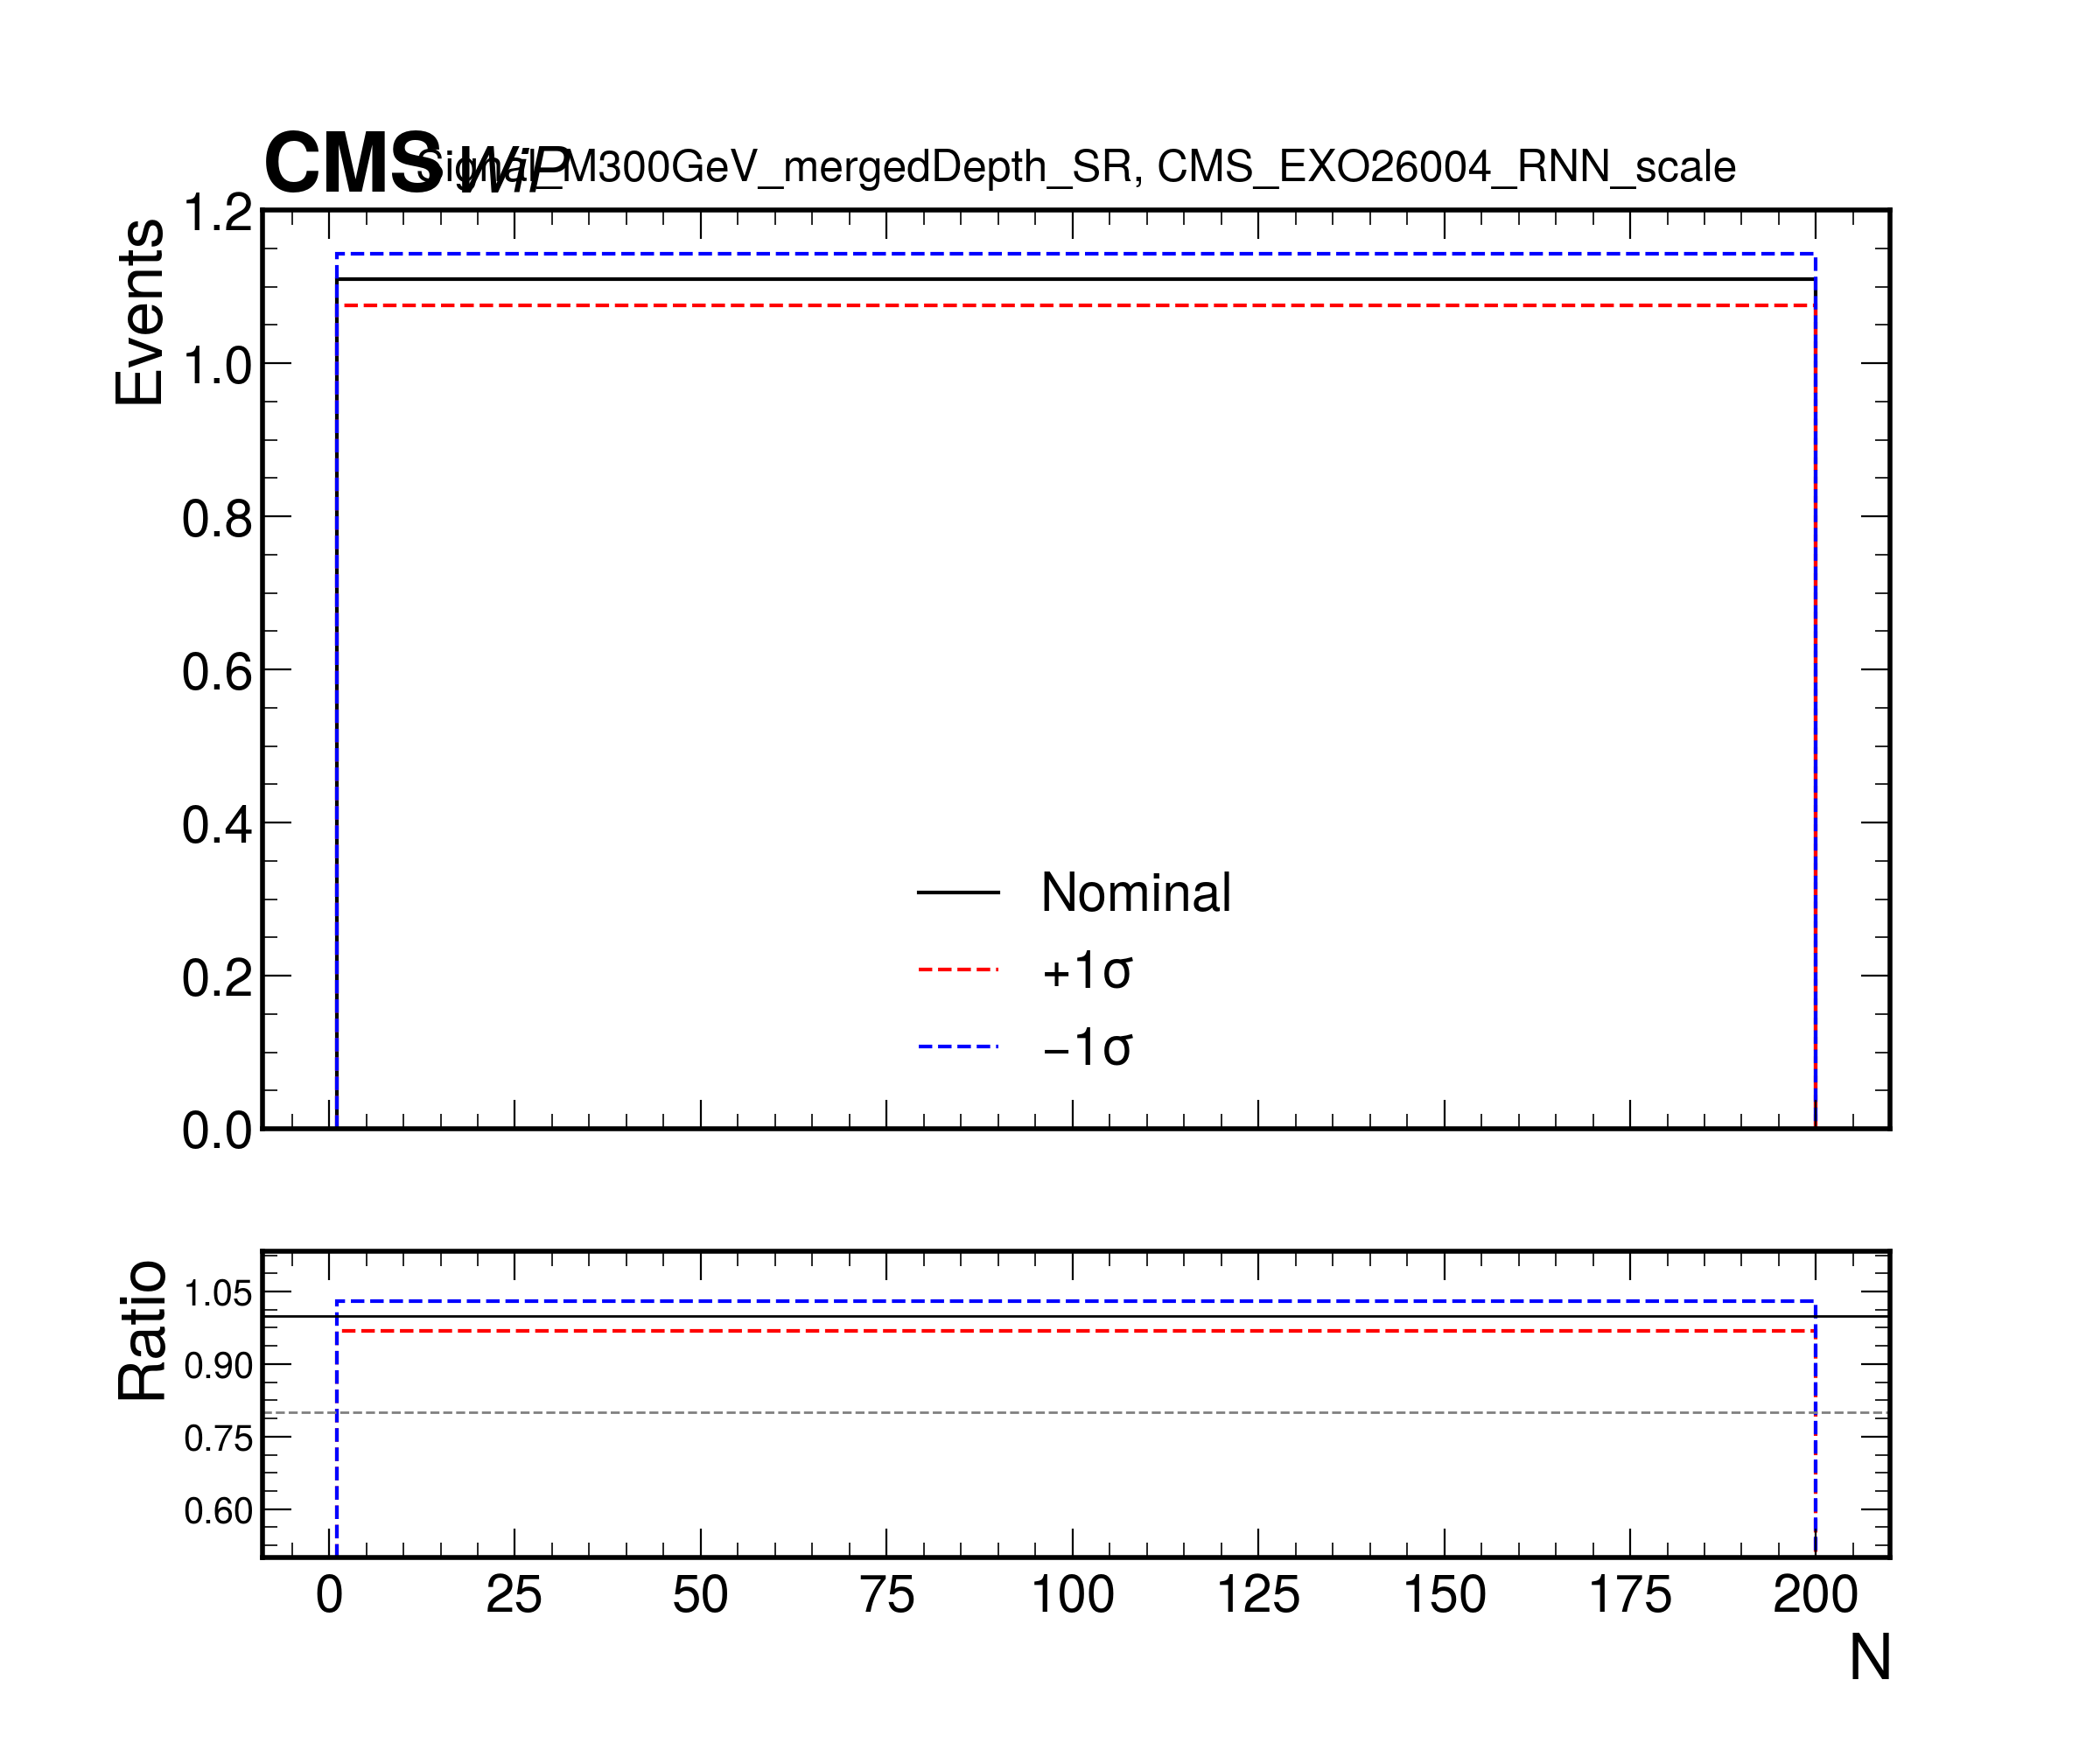 CMS WiP
Signal_M300GeV_mergedDepth_SR, CMS_EXO26004_RNN_scale
Events
1.2
1.0
0.8
0.6
0.4
0.2
0.0
Nominal
+1σ
−1σ
Ratio
1.05
0.90
0.75
0.60
0 25 50 75 100 125 150 175 200
N